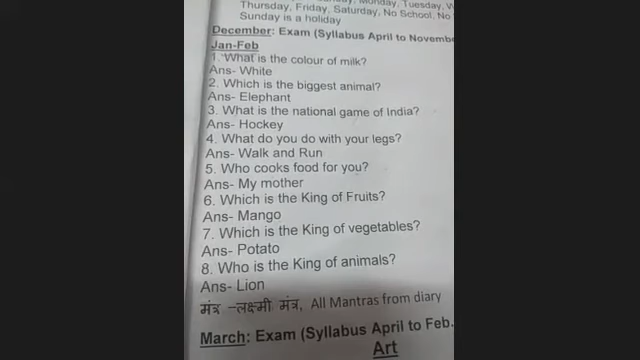 Monday, Tuesday, W
Thursday, Friday, Saturday, No School, No
Sunday is a holiday
December: Exam (Syllabus April to Novembe
Jan-Feb
1. What is the colour of milk?
Ans- White
2. Which is the biggest animal?
Ans- Elephant
3. What is the national game of India?
Ans- Hockey
4. What do you do with your legs?
Ans- Walk and Run
5. Who cooks food for you?
Ans- My mother
6. Which is the King of Fruits?
Ans- Mango
7. Which is the King of vegetables?
Ans- Potato
8. Who is the King of animals?
Ans- Lion
मंत्र –लक्ष्मी मंत्र, All Mantras from diary
March: Exam (Syllabus April to Feb.
Art